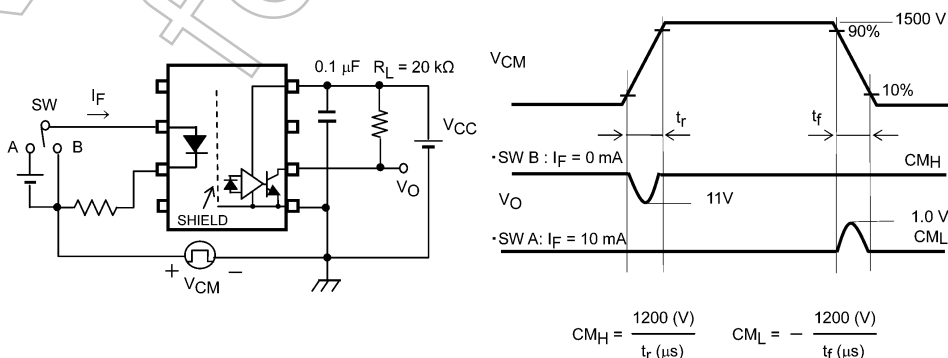 0.1 μF
R_L = 20 kΩ
I_F
SW
A
B
V_CC
V_O
SHIELD
+
−
V_CM
1500 V
90%
V_CM
10%
t_r
t_f
・SW B : I_F = 0 mA
CM_H
V_O
11V
1.0 V
・SW A: I_F = 10 mA
CM_L
CM_H = 1200 (V) / t_r (μs)
CM_L = − 1200 (V) / t_f (μs)